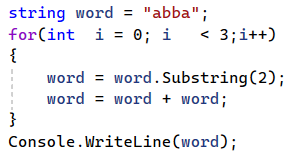 string word = "abba";
for(int  i = 0; i   < 3;i++)
{
    word = word.Substring(2);
    word = word + word;
}
Console.WriteLine(word);